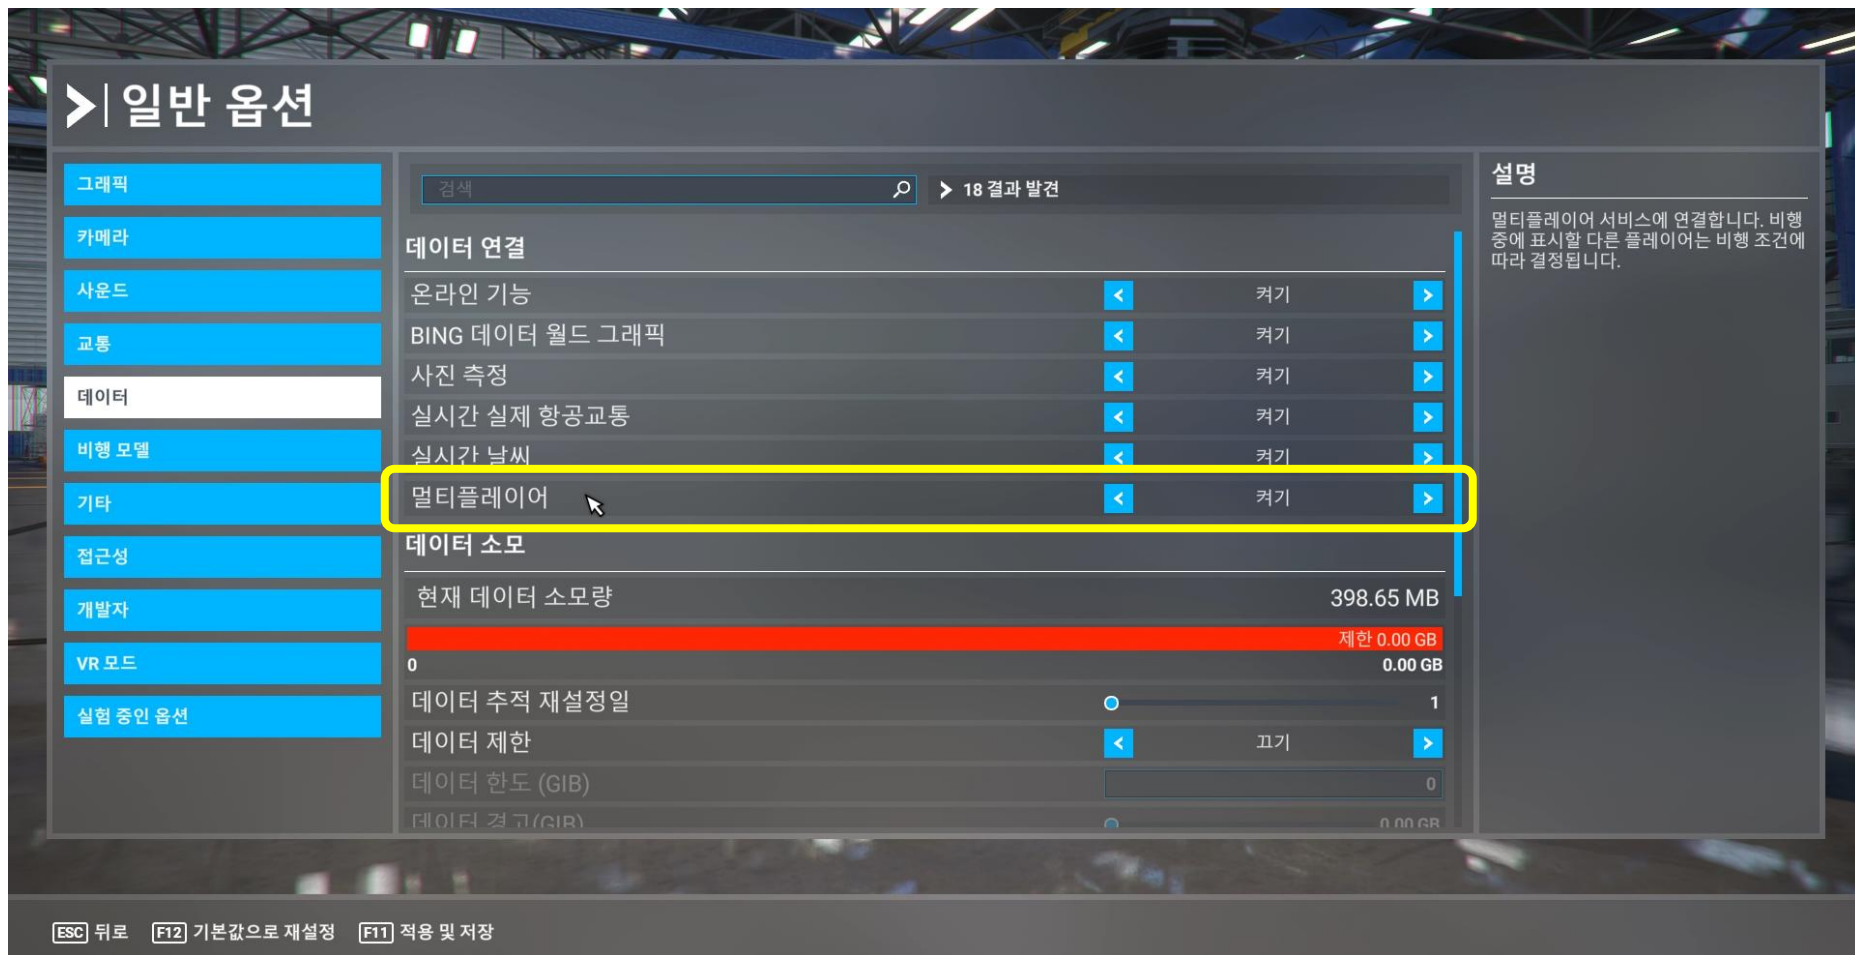 일반 옵션
그래픽
카메라
사운드
교통
데이터
비행 모델
기타
접근성
개발자
VR 모드
실험 중인 옵션
검색
18 결과 발견
데이터 연결
온라인 기능 켜기
BING 데이터 월드 그래픽 켜기
사진 측정 켜기
실시간 실제 항공교통 켜기
실시간 날씨 켜기
멀티플레이어 켜기
데이터 소모
현재 데이터 소모량 398.65 MB
제한 0.00 GB
0 0.00 GB
데이터 추적 재설정일 1
데이터 제한 끄기
데이터 한도 (GIB) 0
데이터 경고(GIB) 0.00 GB
설명
멀티플레이어 서비스에 연결합니다. 비행
중에 표시할 다른 플레이어는 비행 조건에
따라 결정됩니다.
ESC 뒤로 F12 기본값으로 재설정 F11 적용 및 저장